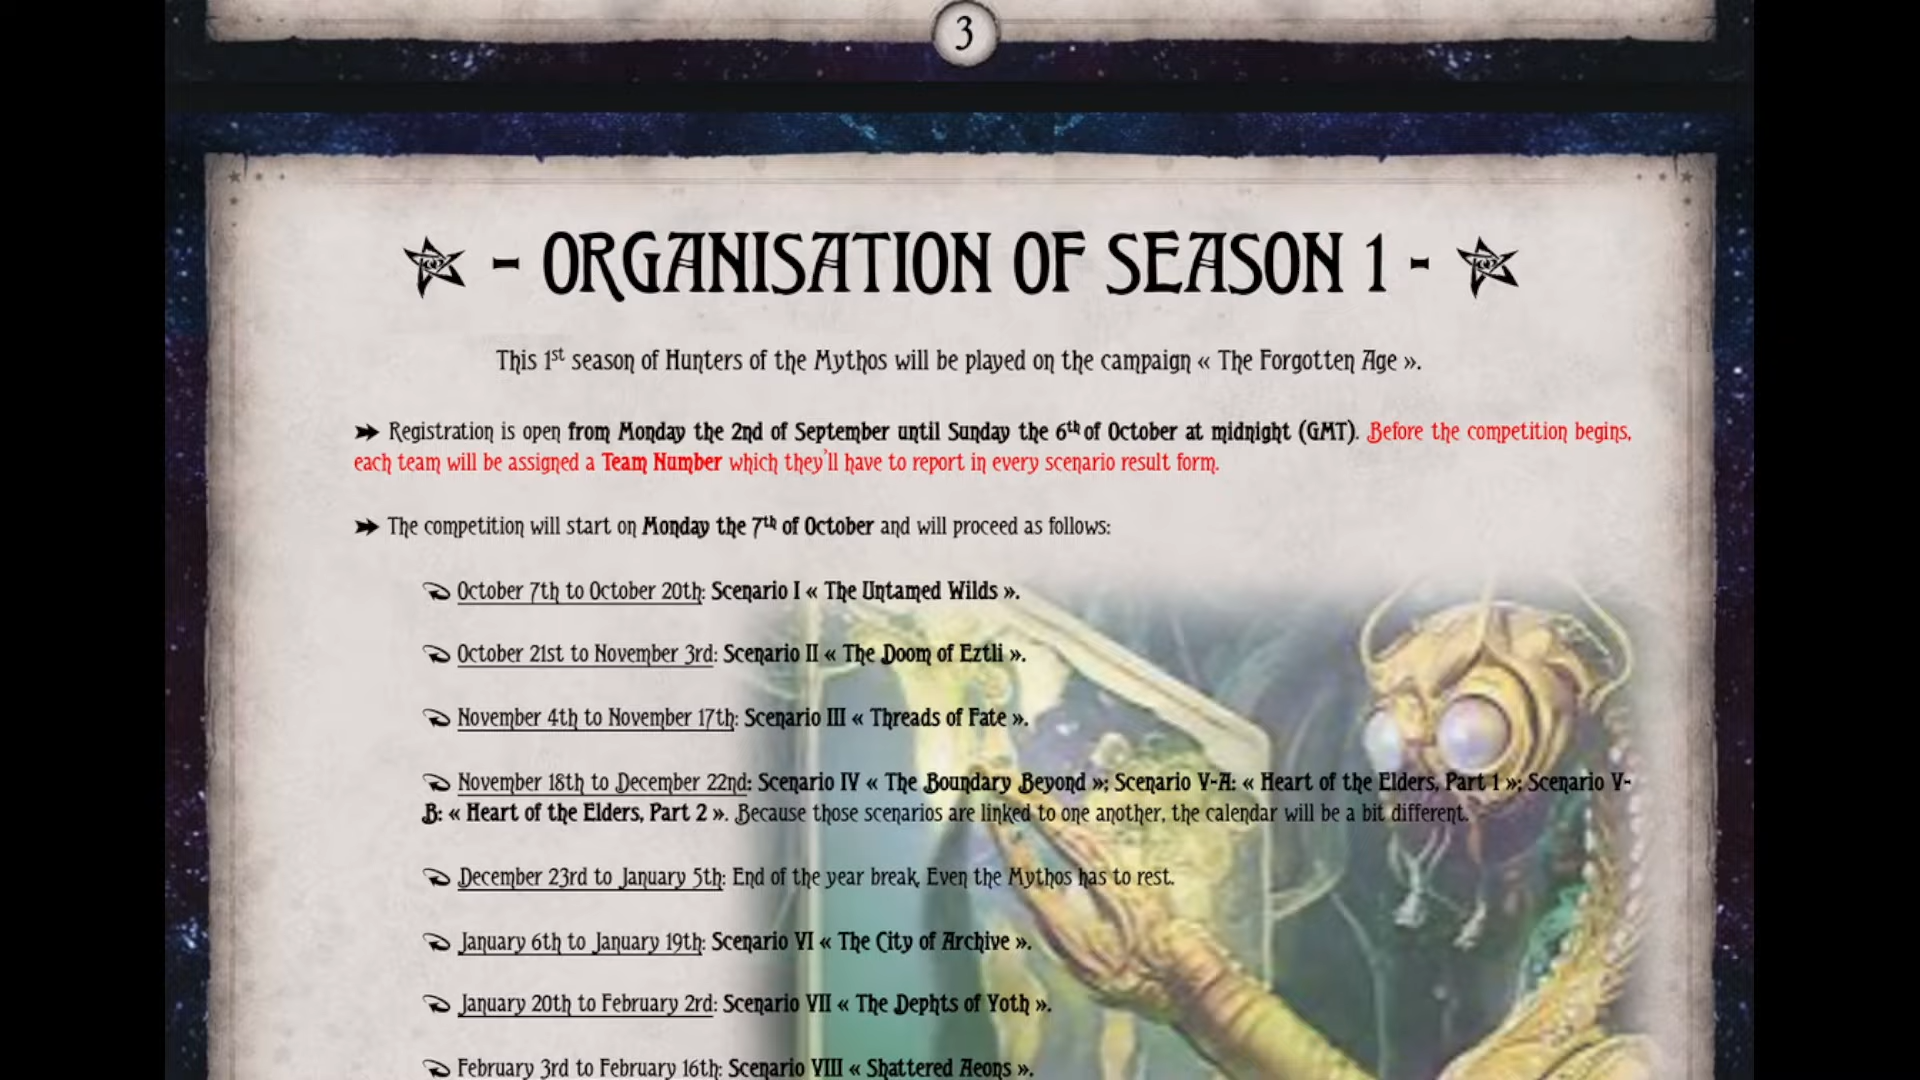 3
- ORGANISATION OF SEASON 1 -
This 1st season of Hunters of the Mythos will be played on the campaign « The Forgotten Age ».
Registration is open from Monday the 2nd of September until Sunday the 6th of October at midnight (GMT). Before the competition begins,
each team will be assigned a Team Number which they'll have to report in every scenario result form.
The competition will start on Monday the 7th of October and will proceed as follows:
October 7th to October 20th: Scenario I « The Untamed Wilds ».
October 21st to November 3rd: Scenario II « The Doom of Eztli ».
November 4th to November 17th: Scenario III « Threads of Fate ».
November 18th to December 22nd: Scenario IV « The Boundary Beyond »; Scenario V-A: « Heart of the Elders, Part 1 »; Scenario V-
B: « Heart of the Elders, Part 2 ». Because those scenarios are linked to one another, the calendar will be a bit different.
December 23rd to January 5th: End of the year break, Even the Mythos has to rest.
January 6th to January 19th: Scenario VI « The City of Archive ».
January 20th to February 2rd: Scenario VII « The Dephts of Yoth ».
February 3rd to February 16th: Scenario VIII « Shattered Aeons ».